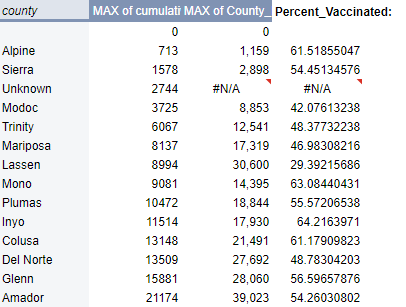 county MAX of cumulati MAX of County_ Percent_Vaccinated:
0 0
Alpine 713 1,159 61.51855047
Sierra 1578 2,898 54.45134576
Unknown 2744 #N/A #N/A
Modoc 3725 8,853 42.07613238
Trinity 6067 12,541 48.37732238
Mariposa 8137 17,319 46.98308216
Lassen 8994 30,600 29.39215686
Mono 9081 14,395 63.08440431
Plumas 10472 18,844 55.57206538
Inyo 11514 17,930 64.2163971
Colusa 13148 21,491 61.17909823
Del Norte 13509 27,692 48.78304203
Glenn 15881 28,060 56.59657876
Amador 21174 39,023 54.26030802